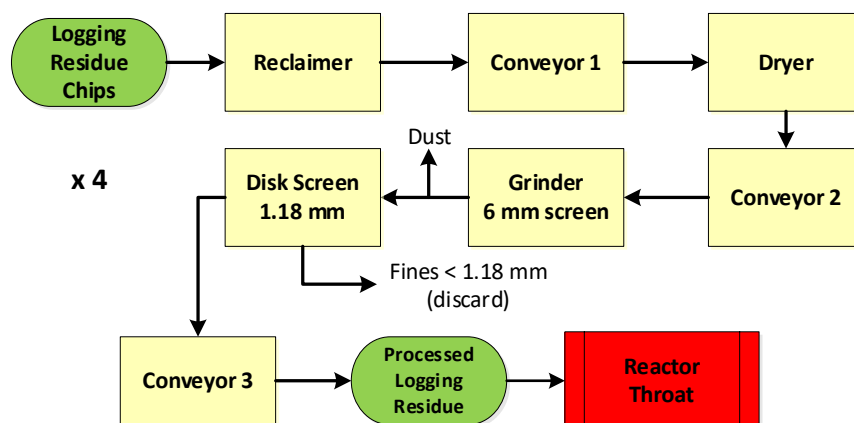 Logging
Residue
Chips
Reclaimer
Conveyor 1
Dryer
Dust
x 4
Disk Screen
1.18 mm
Grinder
6 mm screen
Conveyor 2
Fines < 1.18 mm
(discard)
Conveyor 3
Processed
Logging
Residue
Reactor
Throat